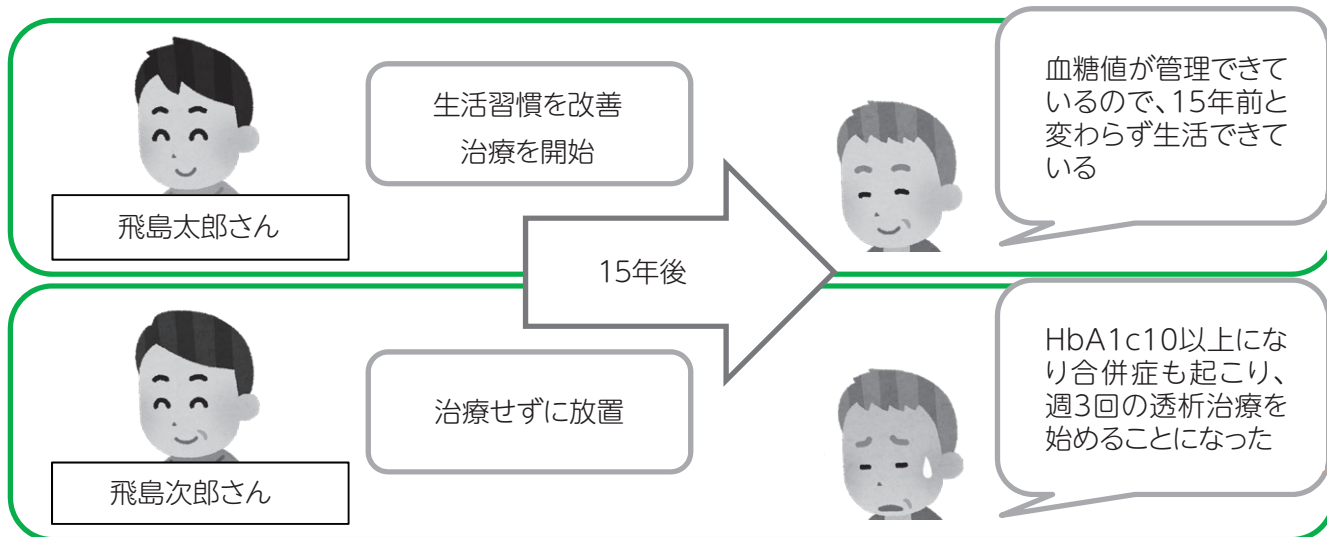 生活習慣を改善
治療を開始
飛島太郎さん
血糖値が管理できて
いるので、15年前と
変わらず生活できて
いる
15年後
治療せずに放置
飛島次郎さん
HbA1c10以上にな
り合併症も起こり、
週3回の透析治療を
始めることになった